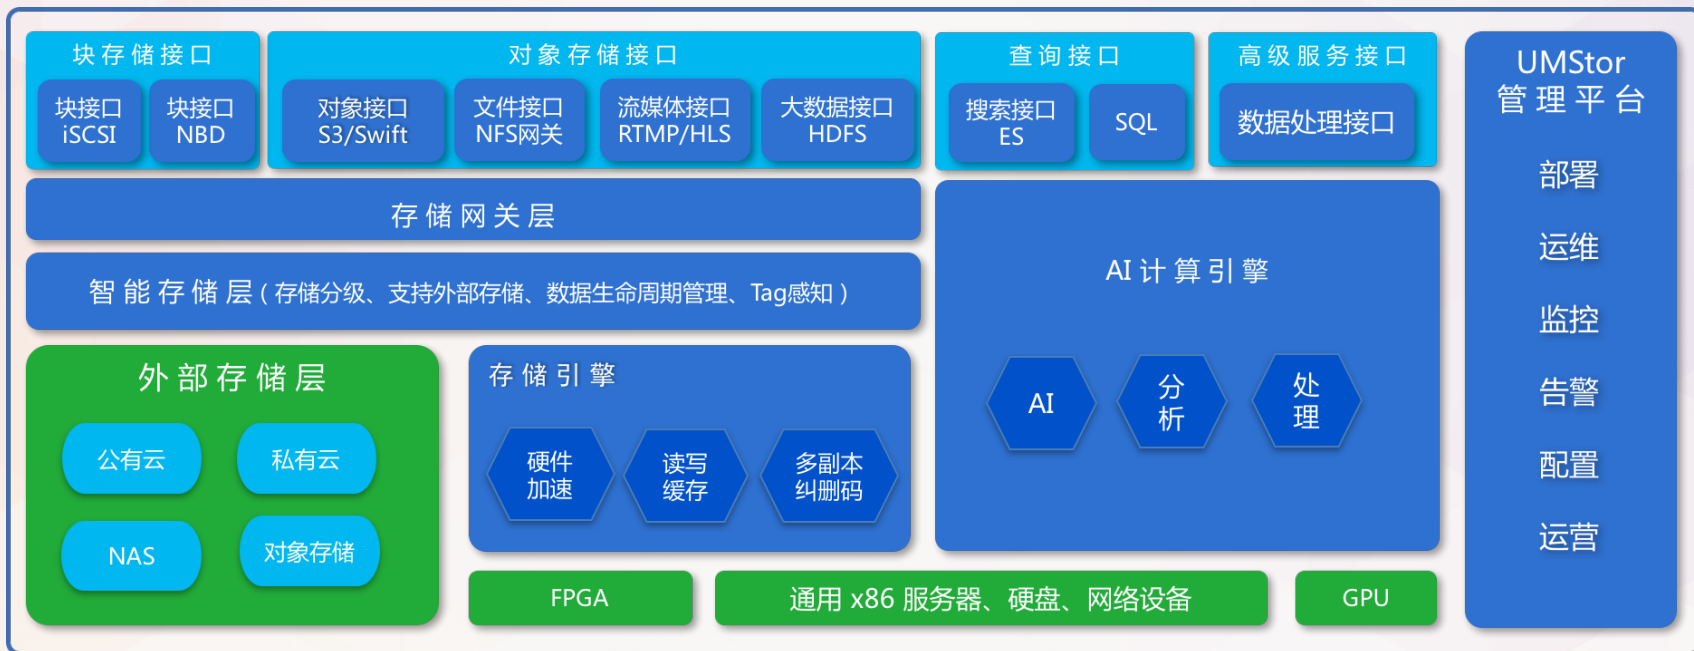 块存储接口
块接口
iSCSI
块接口
NBD
对象存储接口
对象接口
S3/Swift
文件接口
NFS网关
流媒体接口
RTMP/HLS
大数据接口
HDFS
查询接口
搜索接口
ES
SQL
高级服务接口
数据处理接口
存储网关层
智能存储层（存储分级、支持外部存储、数据生命周期管理、Tag感知）
外部存储层
公有云
私有云
NAS
对象存储
存储引擎
硬件
加速
读写
缓存
多副本
纠删码
AI计算引擎
AI
分
析
处
理
FPGA
通用 x86 服务器、硬盘、网络设备
GPU
UMStor
管理平台
部署
运维
监控
告警
配置
运营